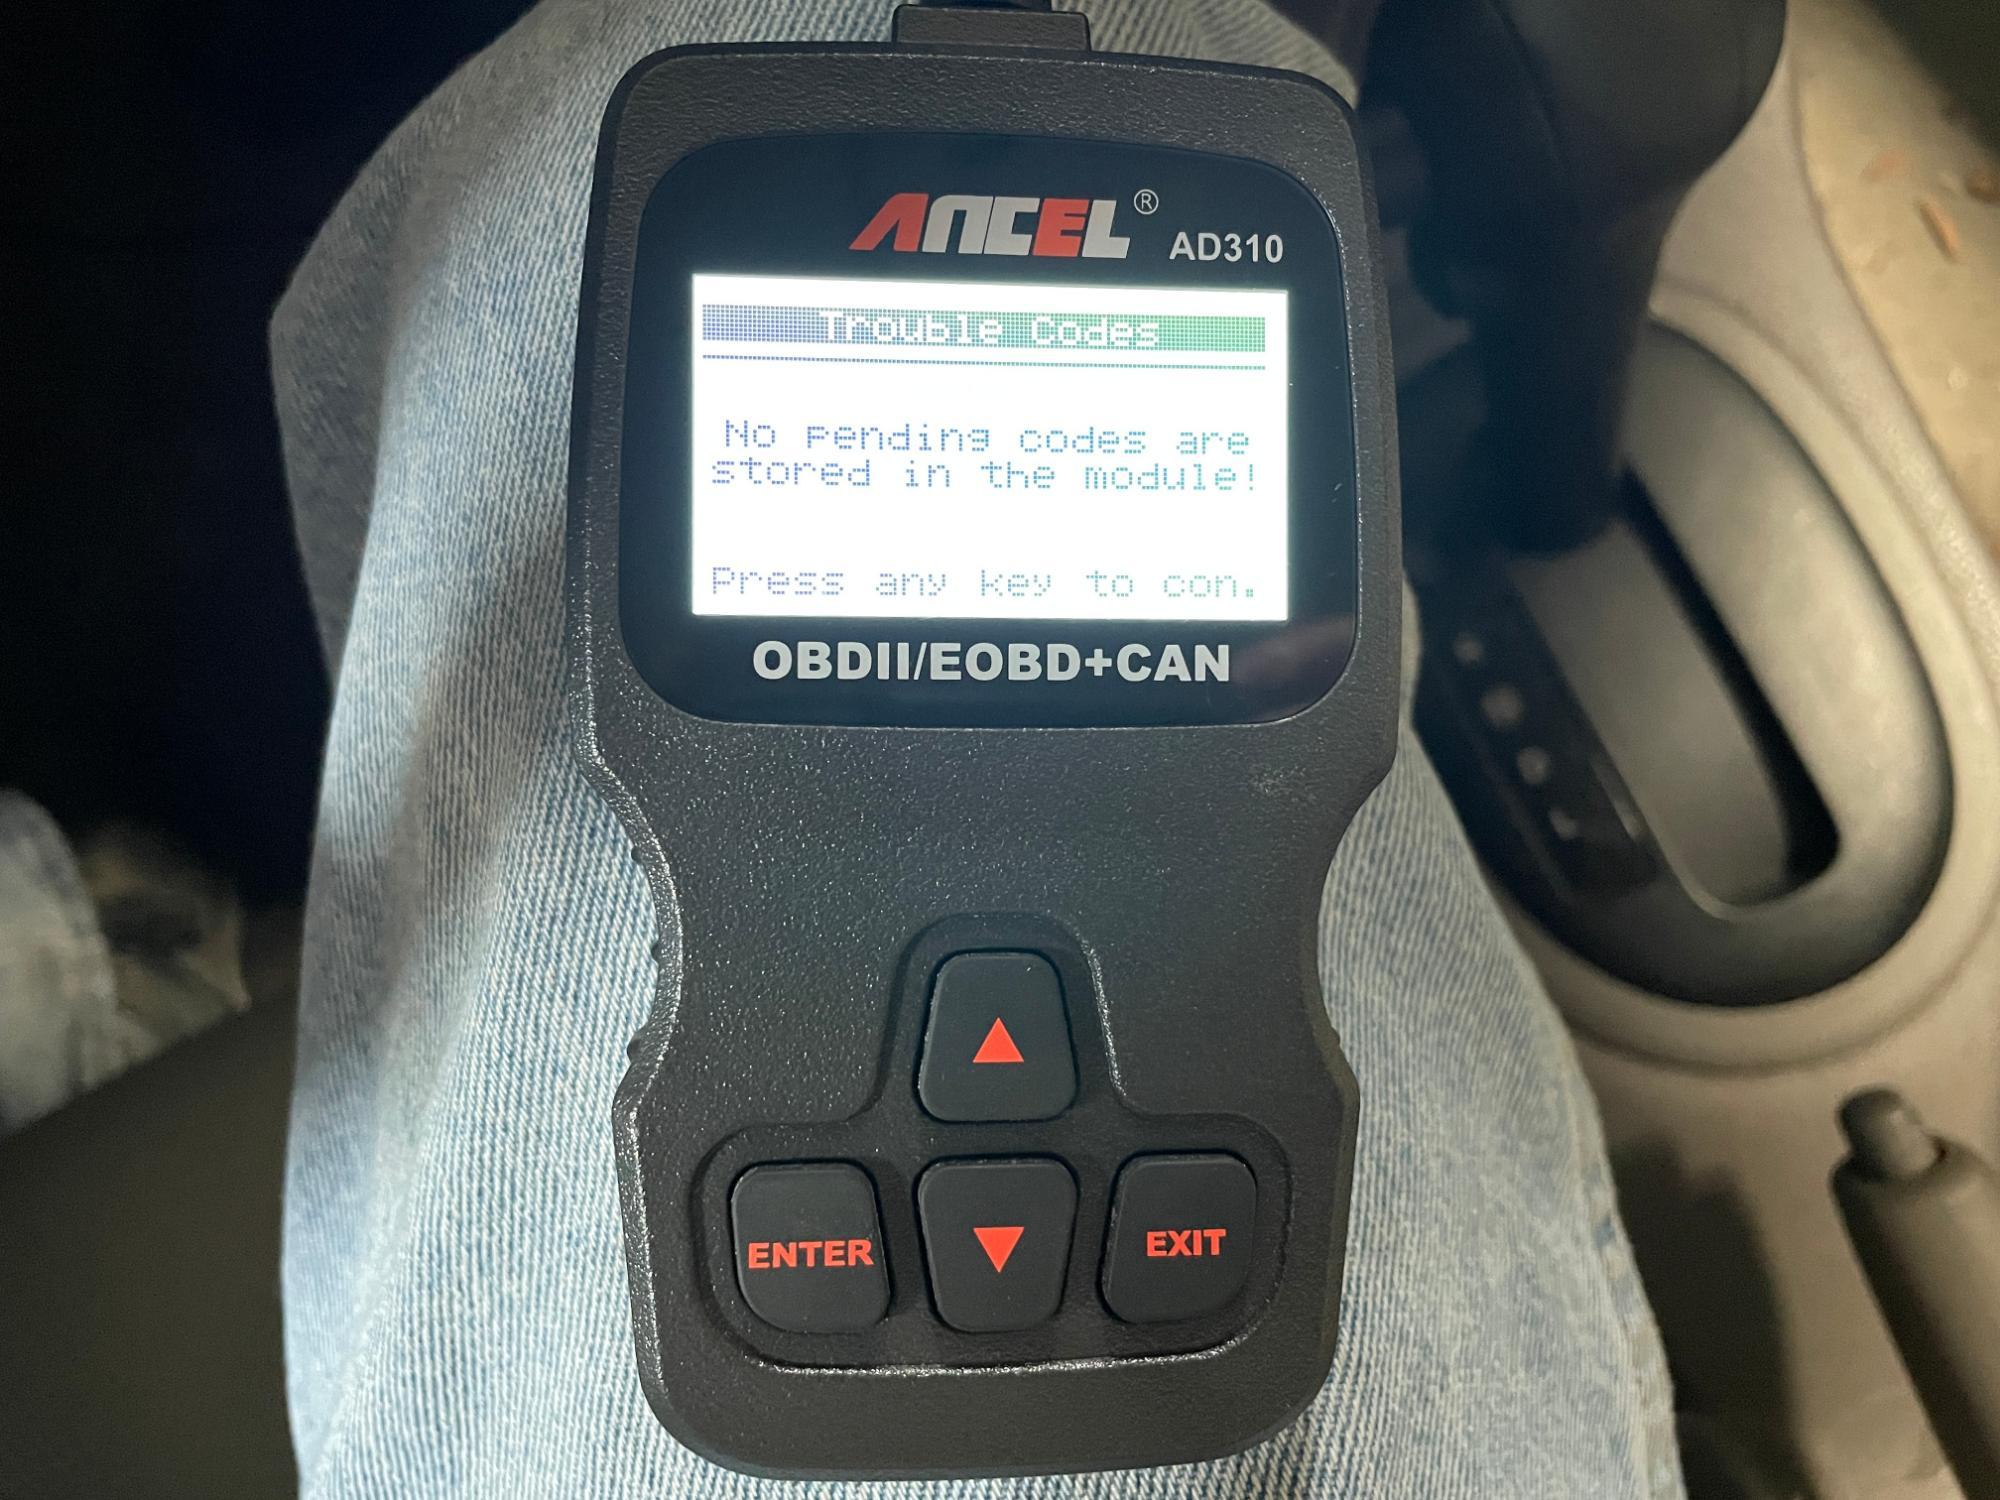 ANCEL® AD310
Trouble Codes
No pending codes are
stored in the module!
Press any key to con.
OBDII/EOBD+CAN
ENTER
EXIT